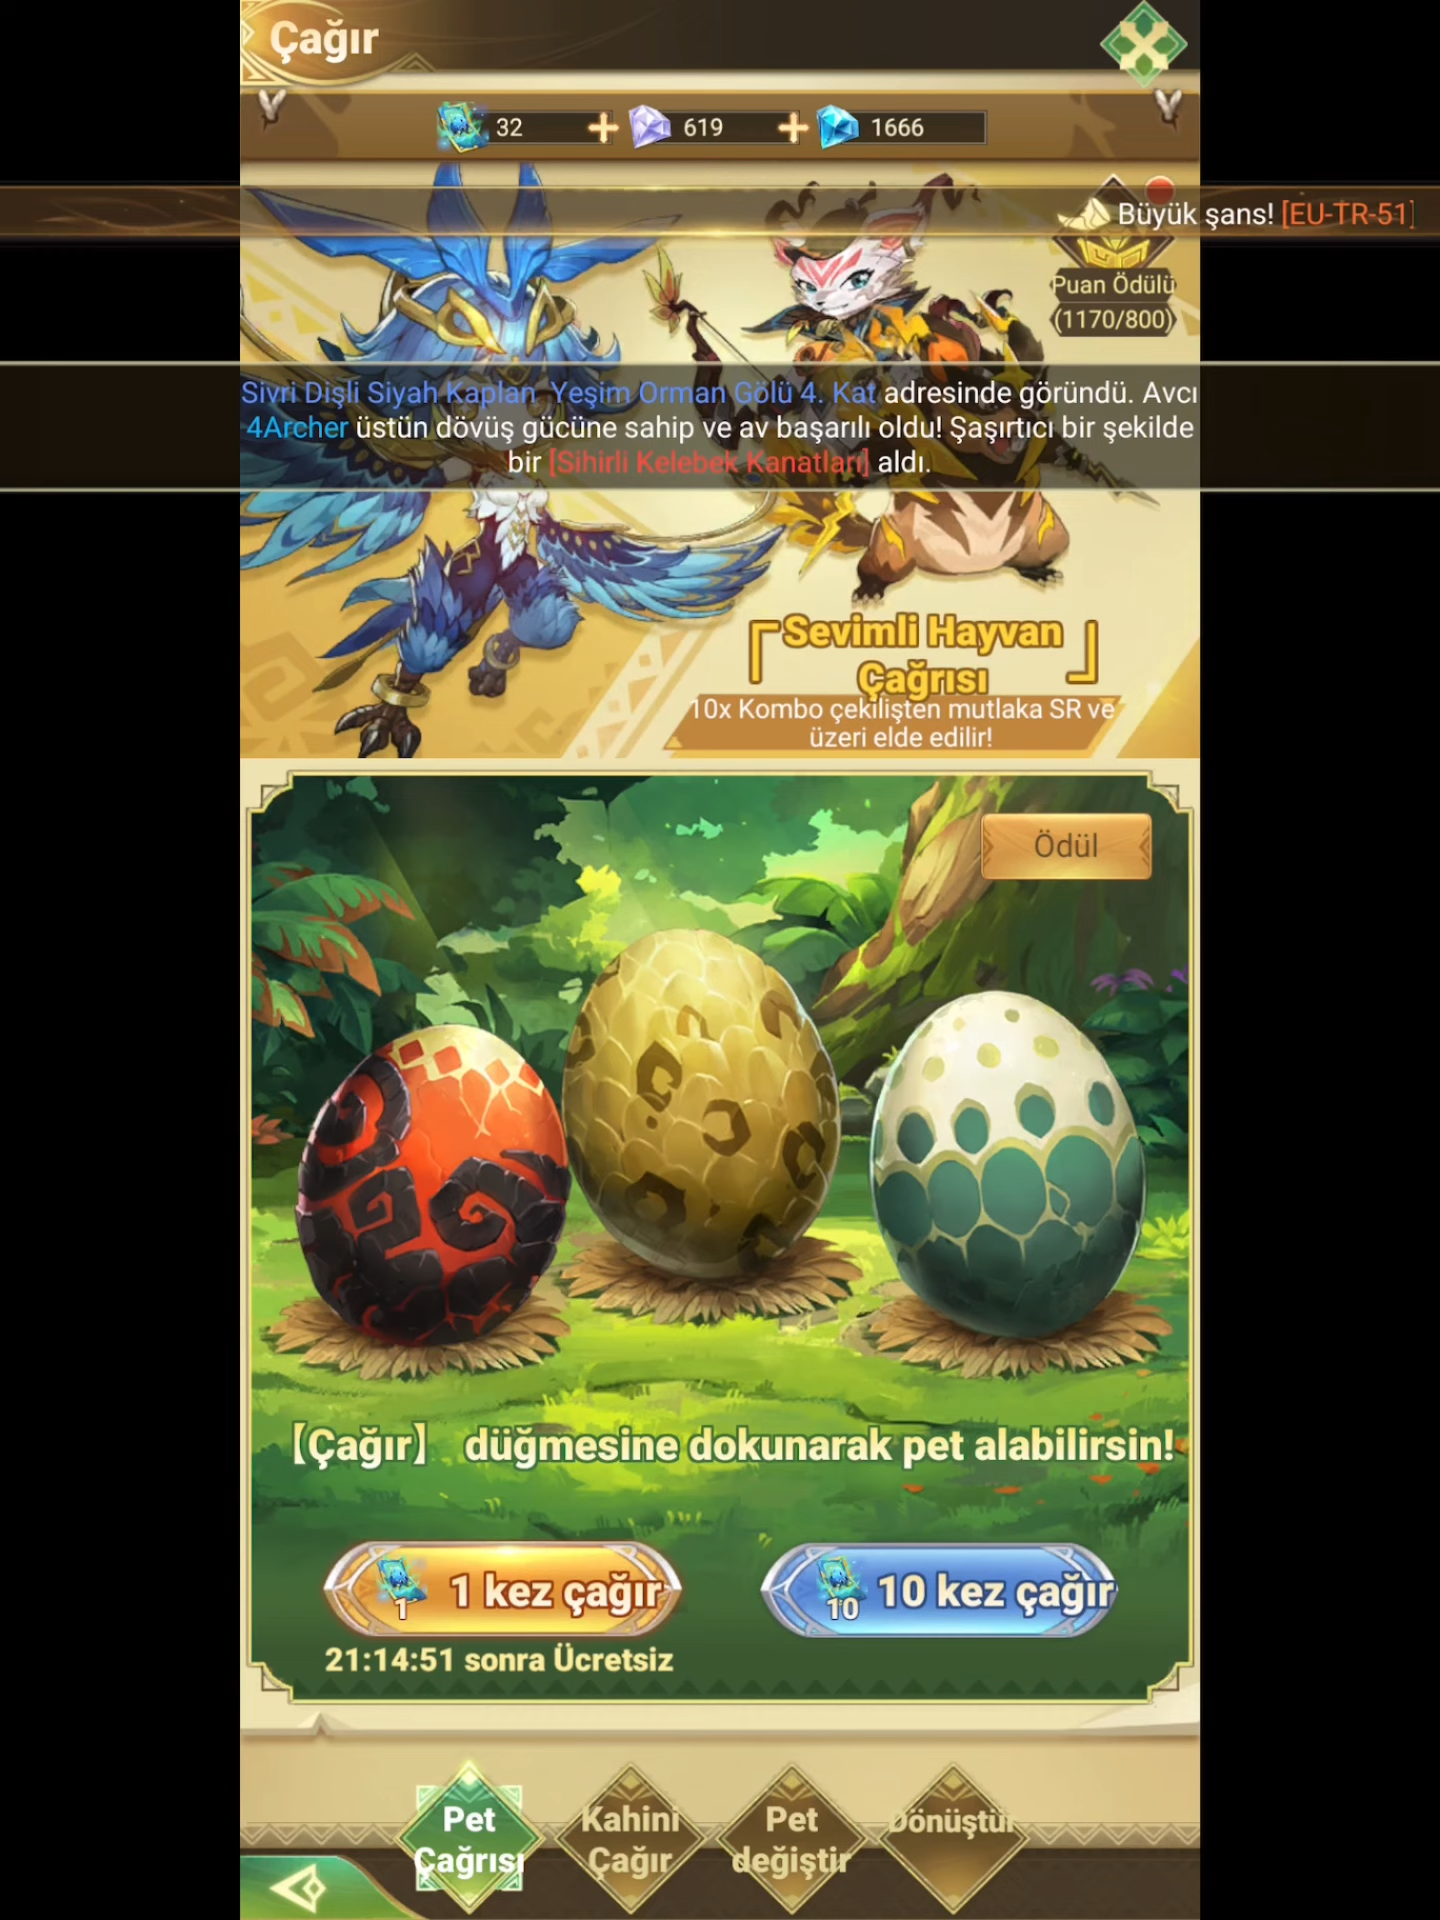 Çağır
32
619
1666
Büyük şans! [EU-TR-51]
Puan Ödülü
(1170/800)
Sivri Dişli Siyah Kaplan Yeşim Orman Gölü 4. Kat adresinde göründü. Avcı
4Archer üstün dövüş gücüne sahip ve av başarılı oldu! Şaşırtıcı bir şekilde
bir [Sihirli Kelebek Kanatları] aldı.
Sevimli Hayvan
Çağrısı
10x Kombo çekilişten mutlaka SR ve
üzeri elde edilir!
Ödül
【Çağır】 düğmesine dokunarak pet alabilirsin!
1 1 kez çağır
10 10 kez çağır
21:14:51 sonra Ücretsiz
Pet
Çağrısı
Kahini
Çağır
Pet
değiştir
Dönüştür